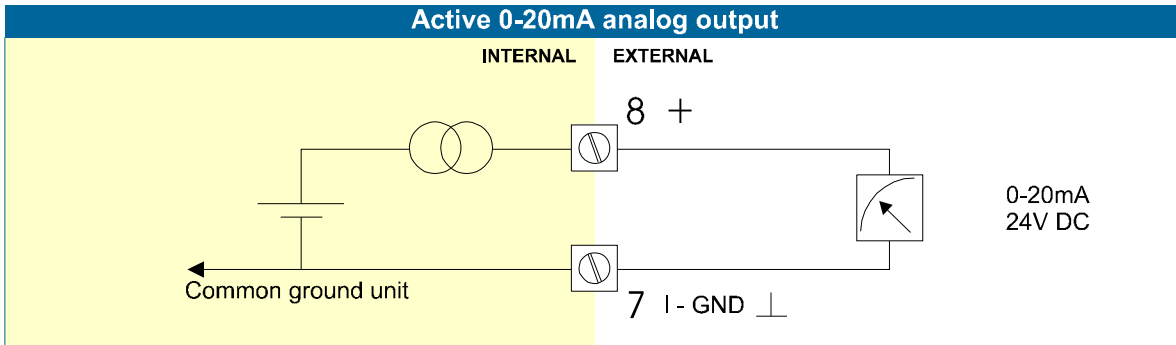 Active 0-20mA analog output
INTERNAL EXTERNAL
8 +
0-20mA
24V DC
Common ground unit
7 I - GND ⊥